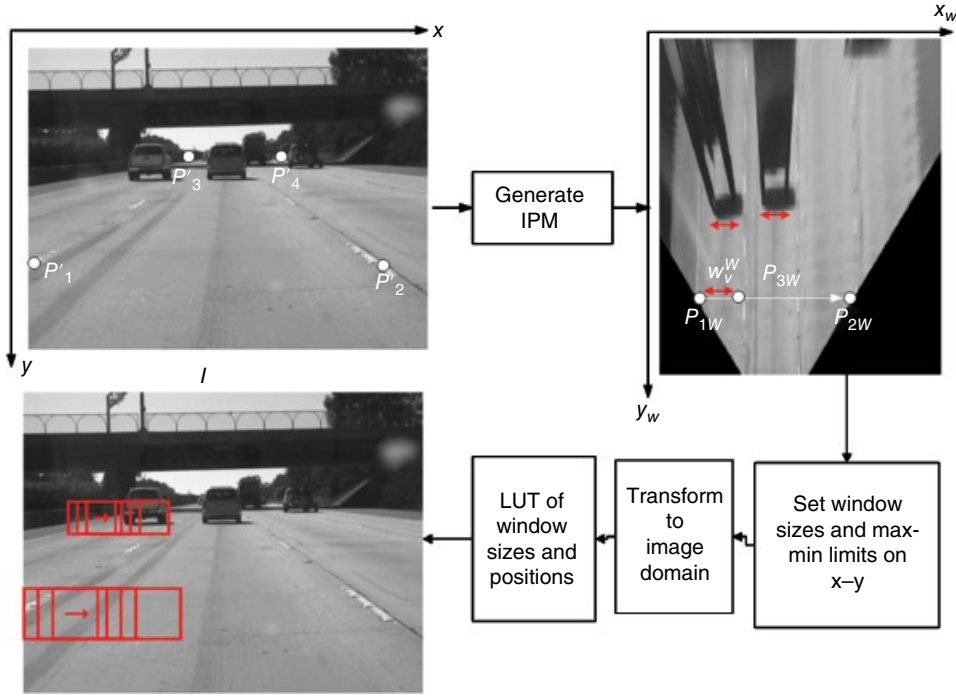 x
P'3
P'4
P'1
P'2
y
I
Generate
IPM
x_w
w_v^W
P_3W
P_1W
P_2W
y_w
LUT of
window
sizes and
positions
Transform
to
image
domain
Set window
sizes and max-
min limits on
x–y